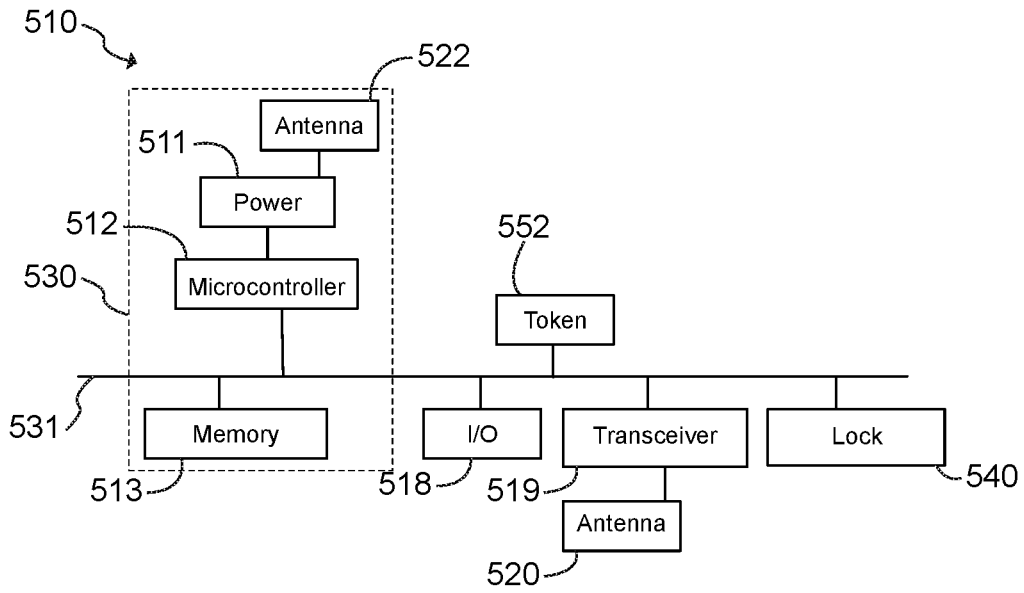 510
522
Antenna
511
Power
512
552
530
Microcontroller
Token
531
Memory
I/O
Transceiver
Lock
513
518
519
540
Antenna
520